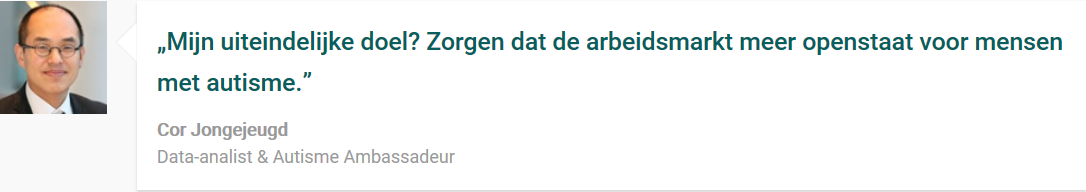 „Mijn uiteindelijke doel? Zorgen dat de arbeidsmarkt meer openstaat voor mensen
met autisme.”
Cor Jongejeugd
Data-analist & Autisme Ambassadeur